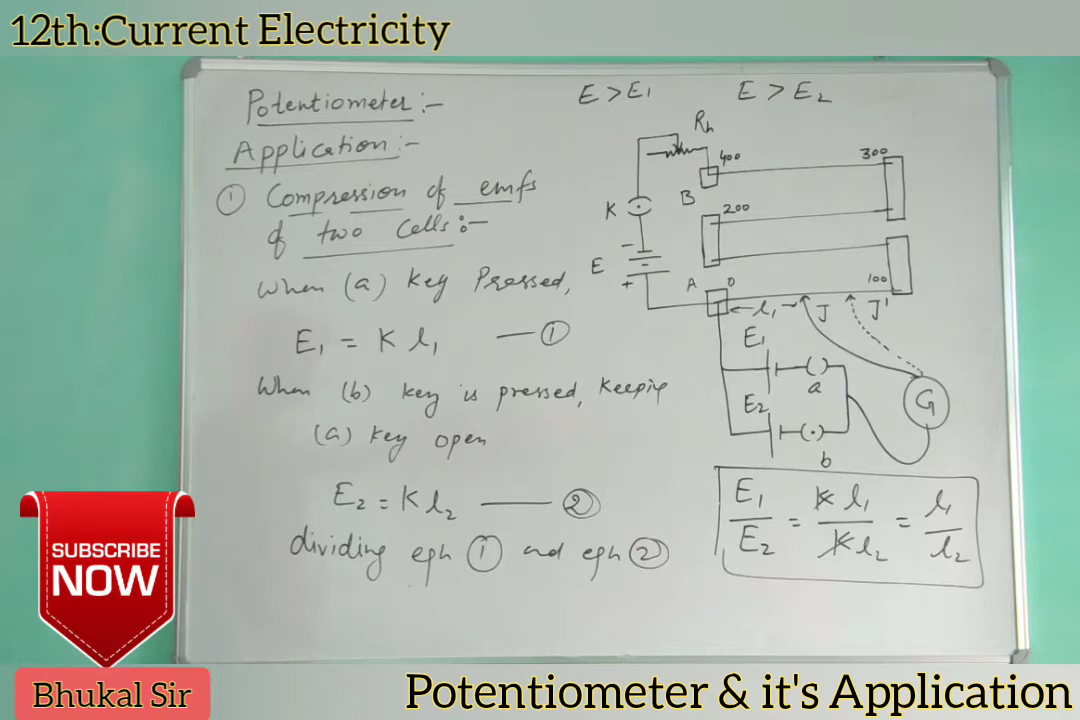 12th:Current Electricity
Potentiometer:-
Application:-
① Compression of emfs
of two Cells:-
When (a) key Pressed,
E₁ = K l₁ — ①
When (b) key is pressed, keeping
(a) key open
E₂ = K l₂ — ②
dividing eqn ① and eqn ②
E > E₁ E > E₂
Rh
400 300
B
K
200
E
-
+
A 0 100
←l₁→ J J'
E₁
a
E₂
G
b
E₁/E₂ = K l₁/K l₂ = l₁/l₂
SUBSCRIBE
NOW
Bhukal Sir
Potentiometer & it's Application